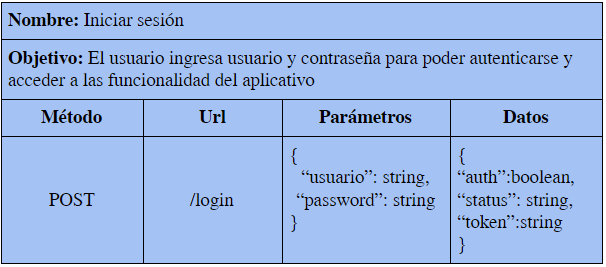 Nombre: Iniciar sesión
Objetivo: El usuario ingresa usuario y contraseña para poder autenticarse y
acceder a las funcionalidad del aplicativo
Método Url Parámetros Datos
POST
/login
{
“usuario”: string,
“password”: string
}
{
“auth”:boolean,
“status”: string,
“token”:string
}